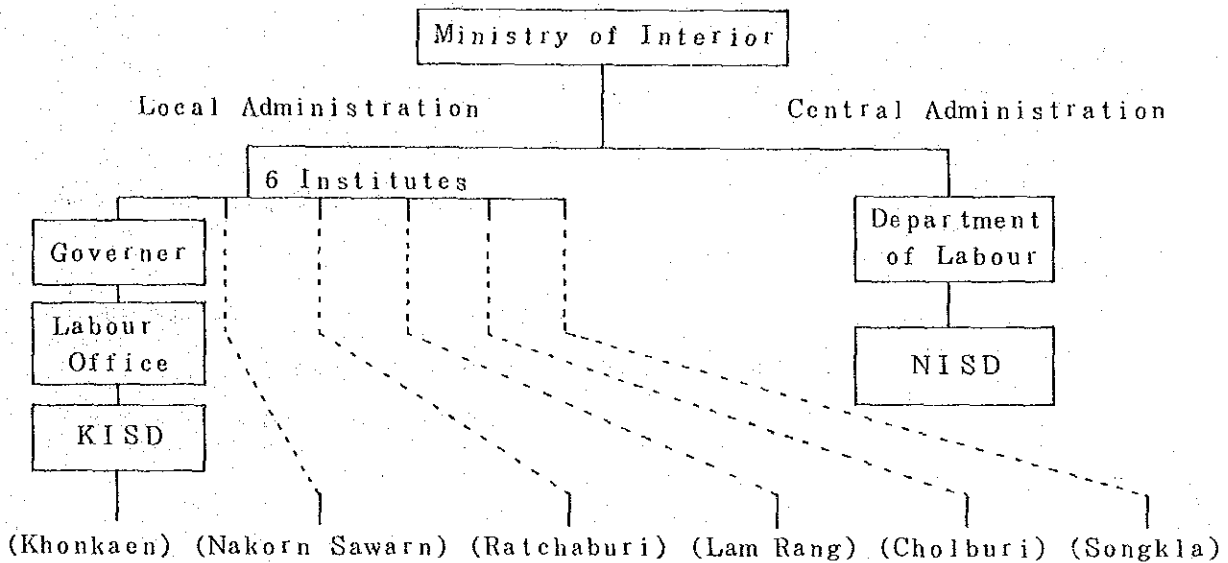 Ministry of Interior
Local Administration
Central Administration
6 Institutes
Governer
Department
of Labour
Labour
Office
NISD
KISD
(Khonkaen) (Nakorn Sawarn) (Ratchaburi) (Lam Rang) (Cholburi) (Songkla)